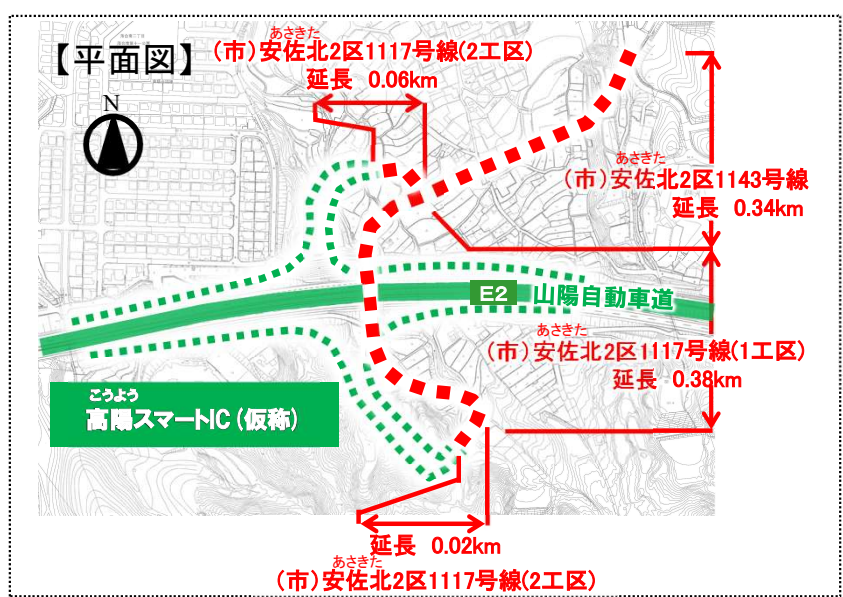 【平面図】
N
あさきた
(市)安佐北2区1117号線(2工区)
延長 0.06km
あさきた
(市)安佐北2区1143号線
延長 0.34km
E2 山陽自動車道
あさきた
(市)安佐北2区1117号線(1工区)
延長 0.38km
こうよう
高陽スマートIC(仮称)
延長 0.02km
あさきた
(市)安佐北2区1117号線(2工区)